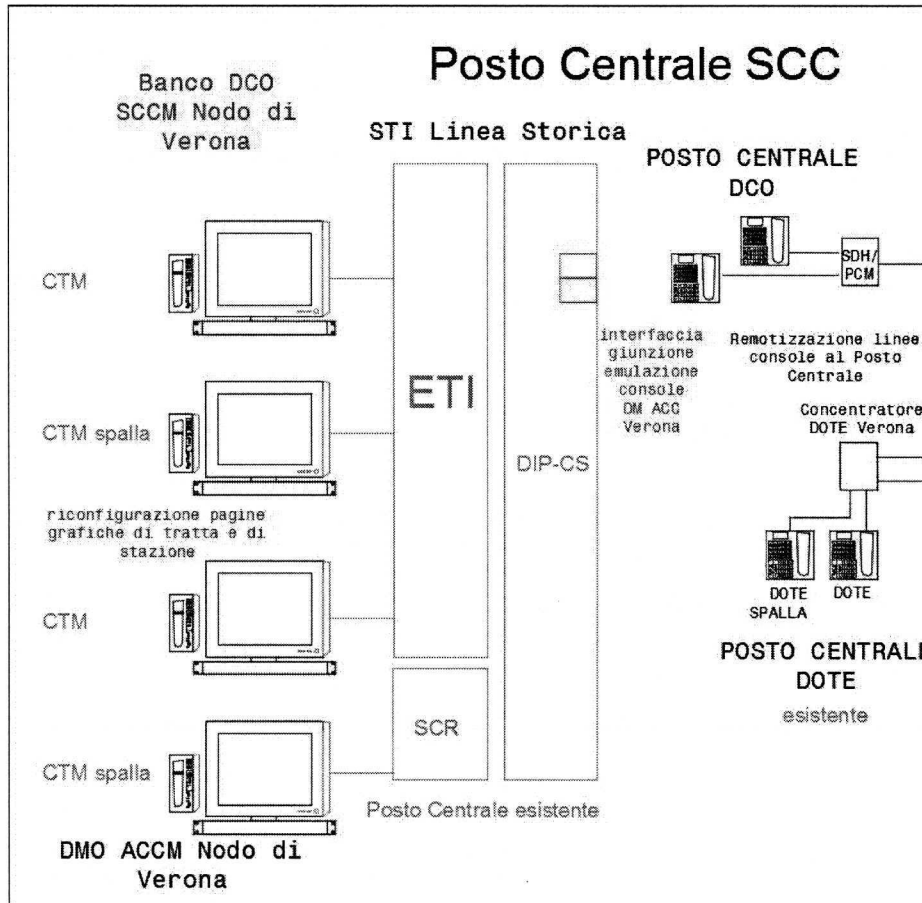 Posto Centrale SCC
Banco DCO
SCCM Nodo di
Verona
STI Linea Storica
POSTO CENTRALE
DCO
CTM
SDH/
PCM
ETI
interfaccia
giunzione
emulazione
console
DM ACC
Verona
Remotizzazione linee
console al Posto
Centrale
CTM spalla
DIP-CS
Concentratore
DOTE Verona
riconfigurazione pagine
grafiche di tratta e di
stazione
CTM
DOTE
SPALLA
DOTE
POSTO CENTRALE
DOTE
esistente
SCR
CTM spalla
Posto Centrale esistente
DMO ACCM Nodo di
Verona